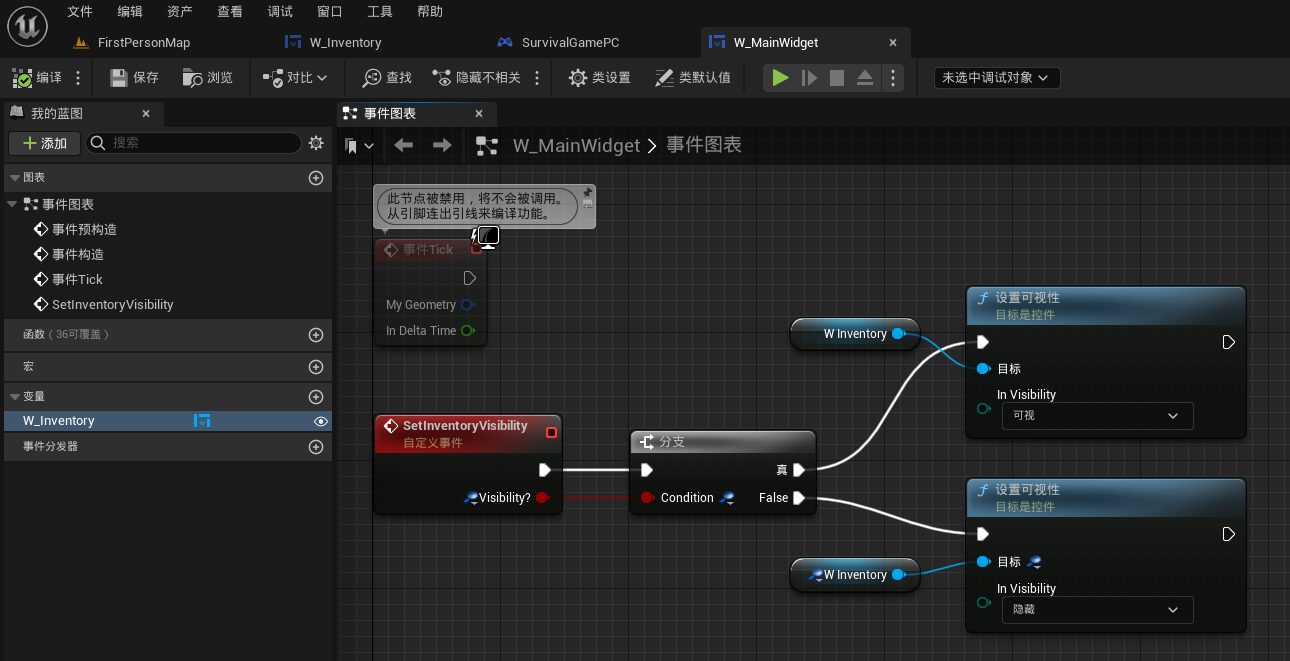 文件 编辑 资产 查看 调试 窗口 工具 帮助
FirstPersonMap W_Inventory SurvivalGamePC W_MainWidget
编译 保存 浏览 对比 查找 隐藏不相关 类设置 类默认值 未选中调试对象
我的蓝图
添加 搜索
图表
事件图表
事件预构造
事件构造
事件Tick
SetInventoryVisibility
函数（36可覆盖）
宏
变量
W_Inventory
事件分发器
事件图表
W_MainWidget 事件图表
此节点被禁用，将不会被调用。
从引脚连出引线来编译功能。
事件Tick
My Geometry
In Delta Time
SetInventoryVisibility
自定义事件
Visibility?
分支
真
Condition False
W Inventory
设置可视性
目标是控件
目标
In Visibility
可视
W Inventory
设置可视性
目标是控件
目标
In Visibility
隐藏